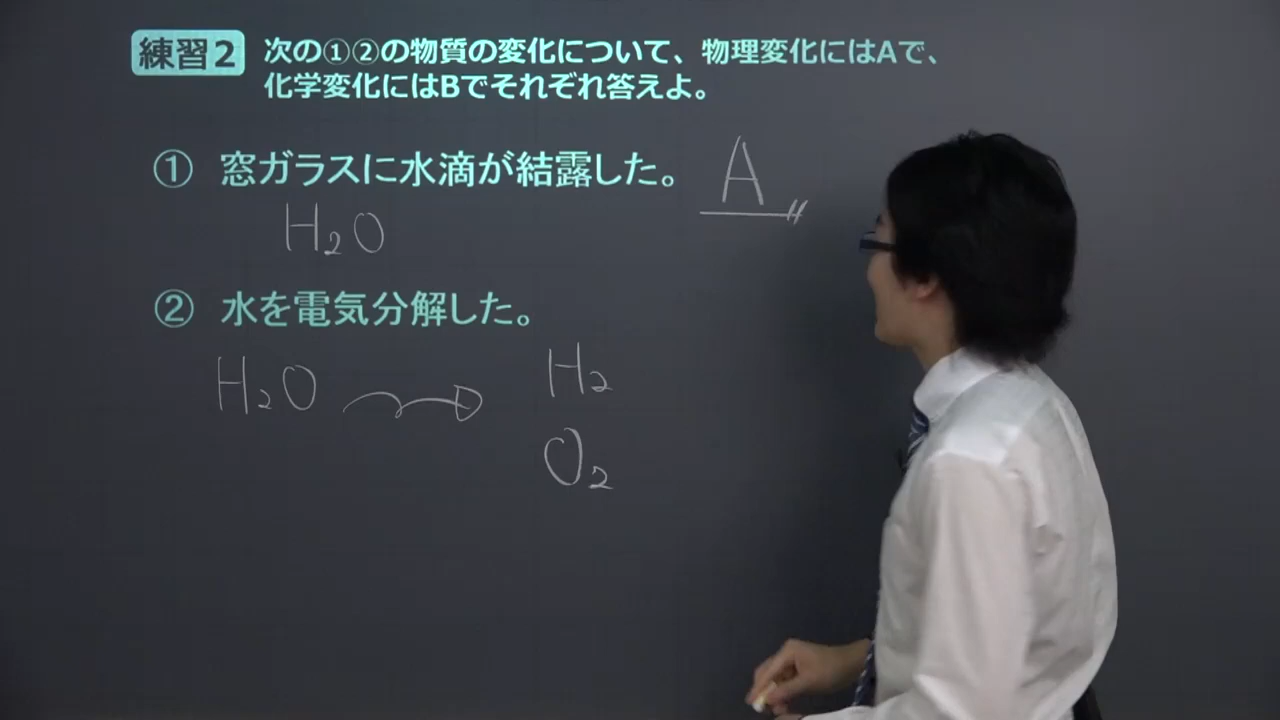 練習2 次の①②の物質の変化について、物理変化にはAで、
化学変化にはBでそれぞれ答えよ。
① 窓ガラスに水滴が結露した。 A
H₂O
② 水を電気分解した。
H₂O → H₂
O₂